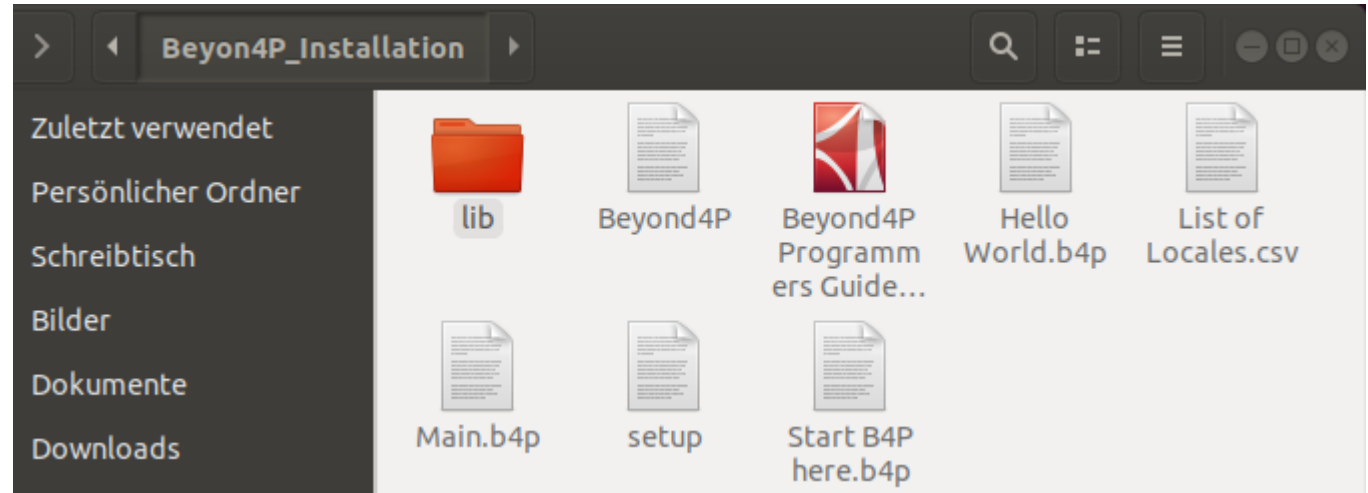 Beyon4P_Installation
Zuletzt verwendet
Persönlicher Ordner
Schreibtisch
Bilder
Dokumente
Downloads
lib
Beyond4P
Beyond4P
Programm
ers Guide...
Hello
World.b4p
List of
Locales.csv
Main.b4p
setup
Start B4P
here.b4p